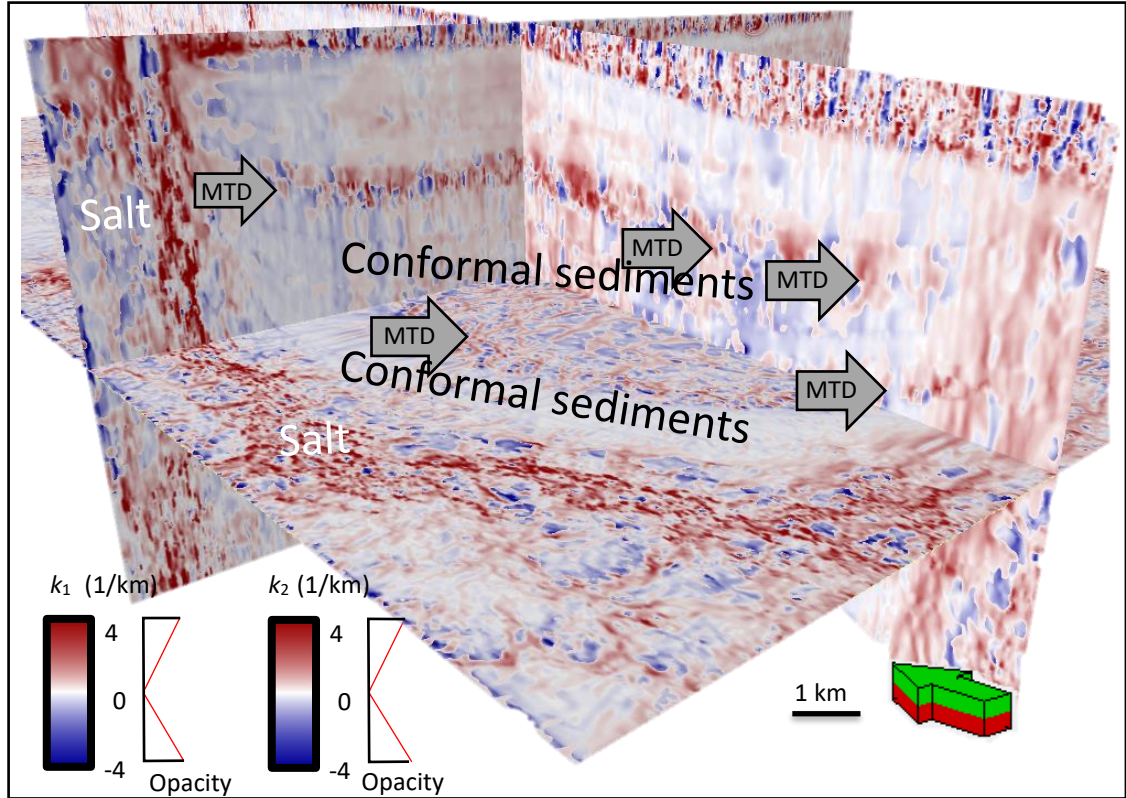 MTD
Salt
MTD
Conformal sediments
MTD
MTD
Conformal sediments
MTD
Salt
k1 (1/km)
4
0
-4
Opacity
k2 (1/km)
4
0
-4
Opacity
1 km